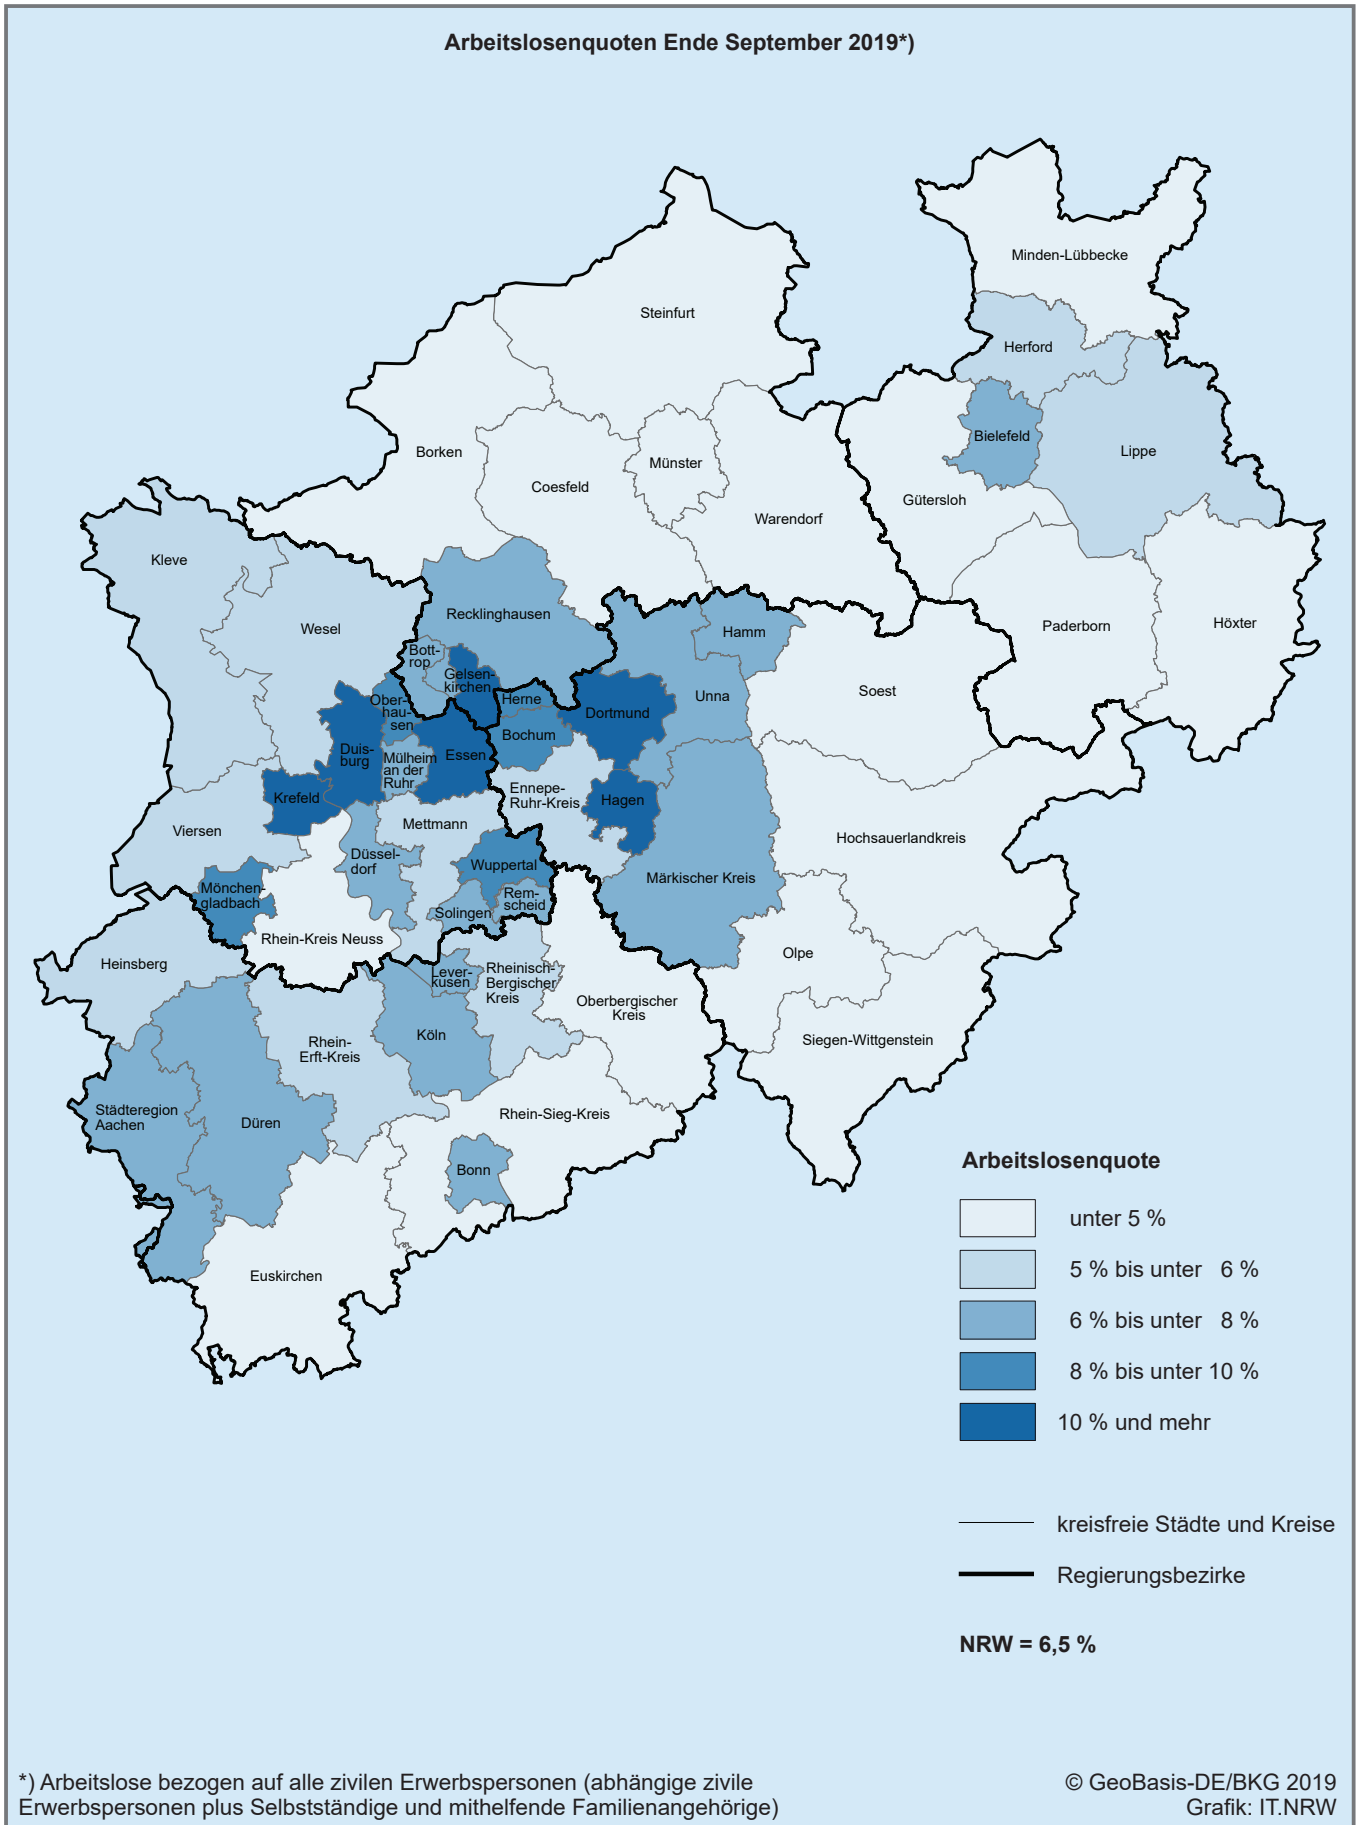 Arbeitslosenquoten Ende September 2019*)
Minden-Lübbecke
Steinfurt
Herford
Bielefeld
Lippe
Borken
Münster
Coesfeld
Gütersloh
Warendorf
Kleve
Recklinghausen
Wesel
Hamm
Paderborn
Höxter
Bott-
rop
Gelsen-
kirchen
Soest
Unna
Ober-
hau-
sen
Herne
Dortmund
Bochum
Duis-
burg
Mülheim
an der
Ruhr
Essen
Krefeld
Ennepe-
Ruhr-Kreis
Hagen
Viersen
Mettmann
Hochsauerlandkreis
Düssel-
dorf
Wuppertal
Märkischer Kreis
Mönchen-
gladbach
Rem-
scheid
Solingen
Rhein-Kreis Neuss
Olpe
Heinsberg
Lever-
kusen
Rheinisch-
Bergischer
Kreis
Oberbergischer
Kreis
Köln
Rhein-
Erft-Kreis
Siegen-Wittgenstein
Städteregion
Aachen
Düren
Rhein-Sieg-Kreis
Bonn
Euskirchen
Arbeitslosenquote
unter 5 %
5 % bis unter 6 %
6 % bis unter 8 %
8 % bis unter 10 %
10 % und mehr
kreisfreie Städte und Kreise
Regierungsbezirke
NRW = 6,5 %
*) Arbeitslose bezogen auf alle zivilen Erwerbspersonen (abhängige zivile
Erwerbspersonen plus Selbstständige und mithelfende Familienangehörige)
© GeoBasis-DE/BKG 2019
Grafik: IT.NRW